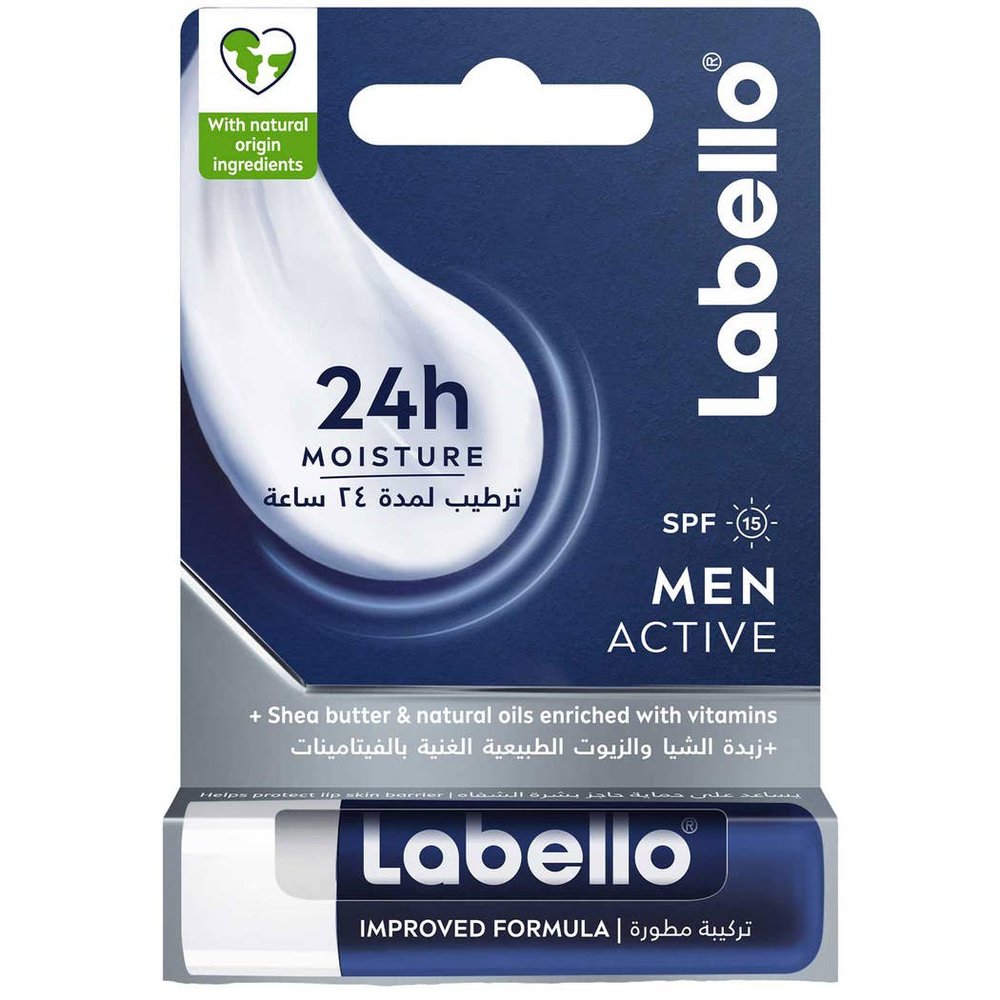 With natural
origin
ingredients
Labello®
24h
MOISTURE
ترطيب لمدة ٢٤ ساعة
SPF 15
MEN
ACTIVE
+ Shea butter & natural oils enriched with vitamins
+زبدة الشيا والزيوت الطبيعية الغنية بالفيتامينات
Helps protect lip skin barrier | يساعد على حماية حاجز بشرة الشفاه
Labello®
IMPROVED FORMULA | تركيبة مطورة